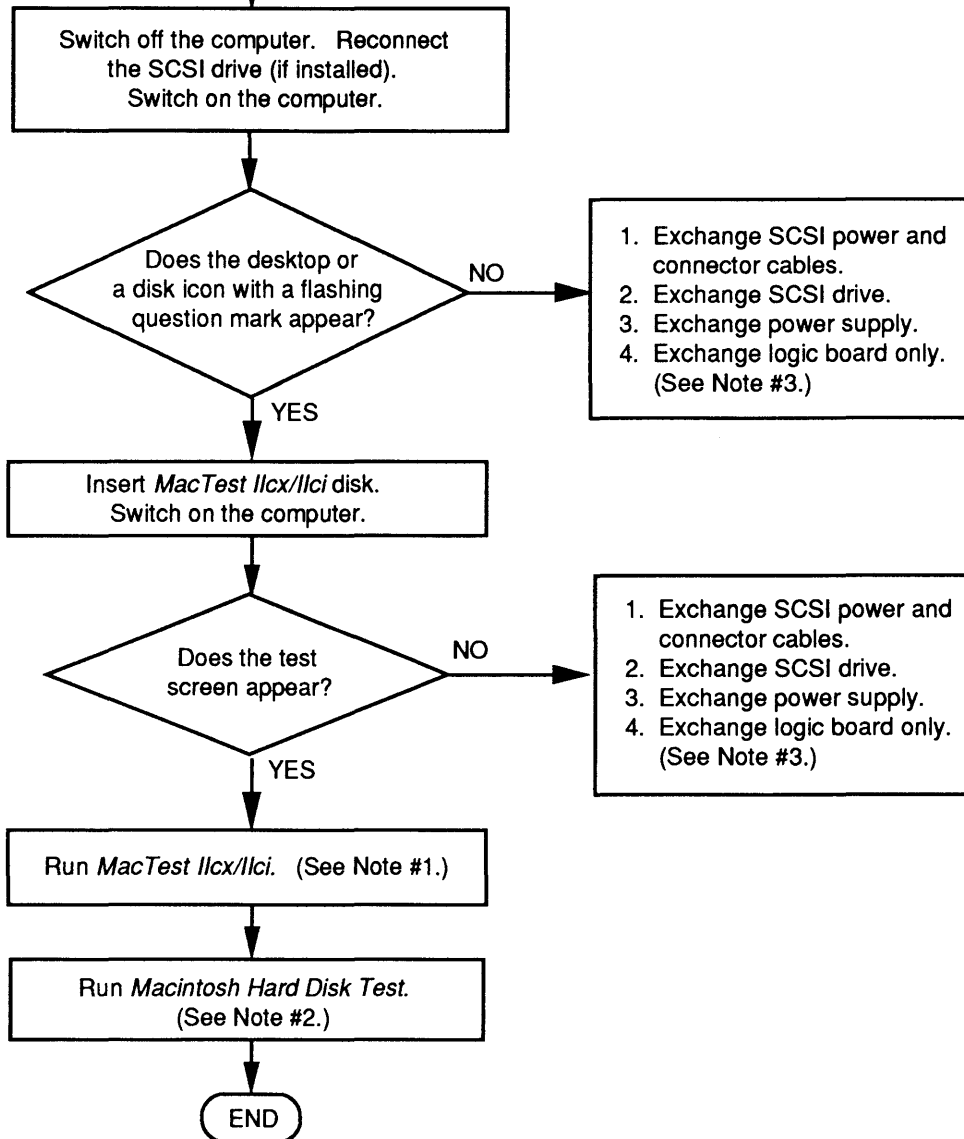 Switch off the computer. Reconnect
the SCSI drive (if installed).
Switch on the computer.
Does the desktop or
a disk icon with a flashing
question mark appear?
NO
1. Exchange SCSI power and
connector cables.
2. Exchange SCSI drive.
3. Exchange power supply.
4. Exchange logic board only.
(See Note #3.)
YES
Insert MacTest IIcx/IIci disk.
Switch on the computer.
Does the test
screen appear?
NO
1. Exchange SCSI power and
connector cables.
2. Exchange SCSI drive.
3. Exchange power supply.
4. Exchange logic board only.
(See Note #3.)
YES
Run MacTest IIcx/IIci. (See Note #1.)
Run Macintosh Hard Disk Test.
(See Note #2.)
END